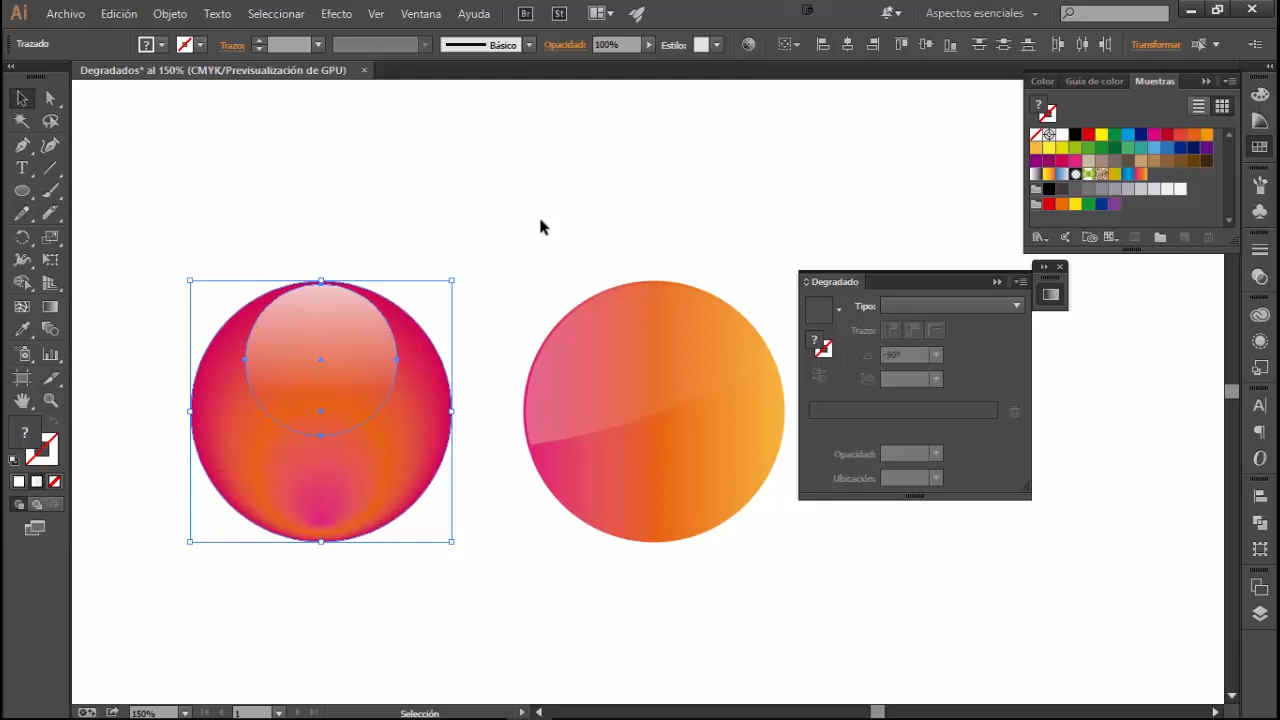 Ai Archivo Edición Objeto Texto Seleccionar Efecto Ver Ventana Ayuda Br St Aspectos esenciales
Trazado ? Trazo: Básico Opacidad: 100% Estilo: Transformar
Degradados* al 150% (CMYK/Previsualización de GPU) ×
Color Guía de color Muestras
?
Degradado
Tipo:
Trazo:
?
-90°
Opacidad:
Ubicación:
?
150% 1 Selección